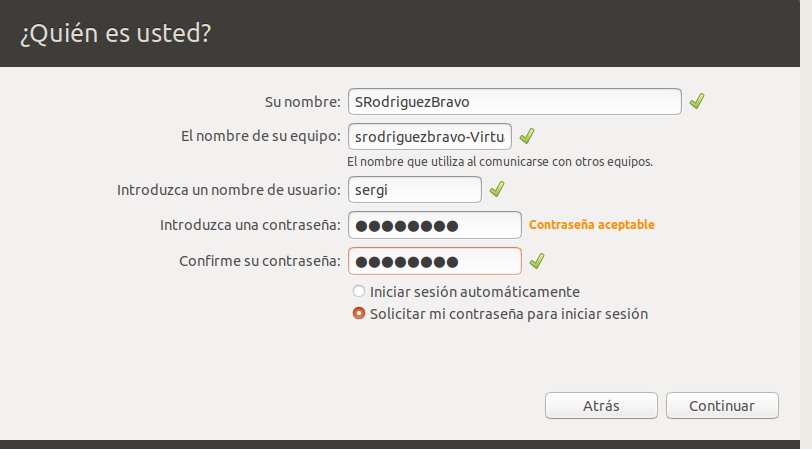 ¿Quién es usted?
Su nombre: SRodriguezBravo
El nombre de su equipo: srodriguezbravo-Virtu
El nombre que utiliza al comunicarse con otros equipos.
Introduzca un nombre de usuario: sergi
Introduzca una contraseña: ●●●●●●●● Contraseña aceptable
Confirme su contraseña: ●●●●●●●●
Iniciar sesión automáticamente
Solicitar mi contraseña para iniciar sesión
Atrás Continuar